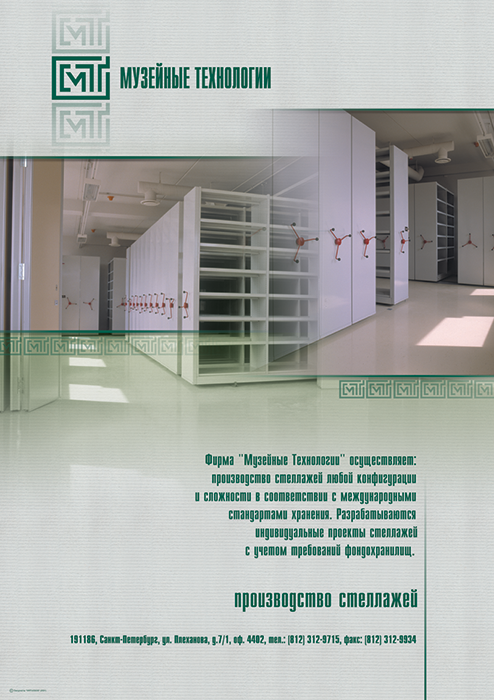 СМТ
МУЗЕЙНЫЕ ТЕХНОЛОГИИ
Фирма "Музейные Технологии" осуществляет:
производство стеллажей любой конфигурации
и сложности в соответствии с международными
стандартами хранения. Разрабатываются
индивидуальные проекты стеллажей
с учетом требований фондохранилищ.
производство стеллажей
191186, Санкт-Петербург, ул. Плеханова, д.7/1, оф. 4402, тел.: (812) 312-9715, факс: (812) 312-9934